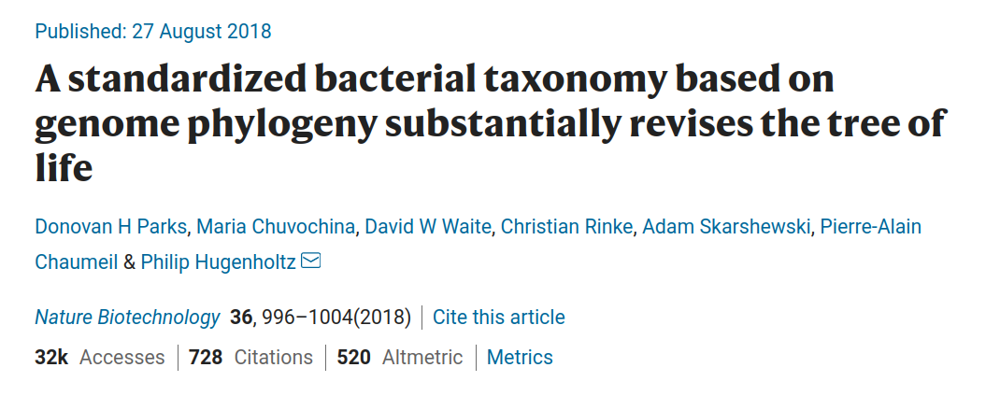 Published: 27 August 2018
A standardized bacterial taxonomy based on
genome phylogeny substantially revises the tree of
life
Donovan H Parks, Maria Chuvochina, David W Waite, Christian Rinke, Adam Skarshewski, Pierre-Alain
Chaumeil & Philip Hugenholtz
Nature Biotechnology 36, 996–1004(2018) | Cite this article
32k Accesses | 728 Citations | 520 Altmetric | Metrics